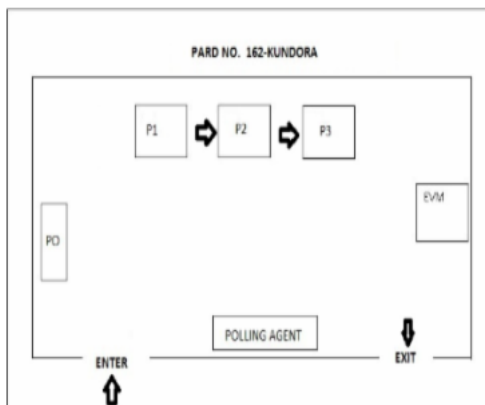 PARD NO. 162-KUNDORA
P1 P2 P3
EVM
PO
POLLING AGENT
ENTER EXIT